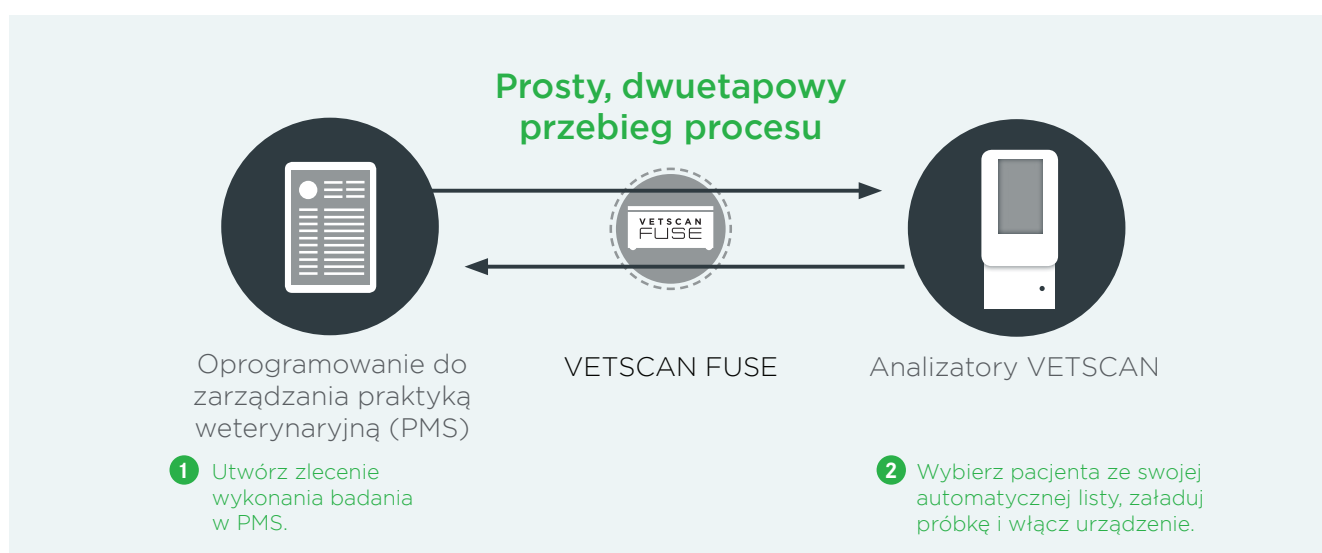 Prosty, dwuetapowy
przebieg procesu
VETSCAN
FUSE
Oprogramowanie do
zarządzania praktyką
weterynaryjną (PMS)
VETSCAN FUSE
Analizatory VETSCAN
1 Utwórz zlecenie
wykonania badania
w PMS.
2 Wybierz pacjenta ze swojej
automatycznej listy, załaduj
próbkę i włącz urządzenie.